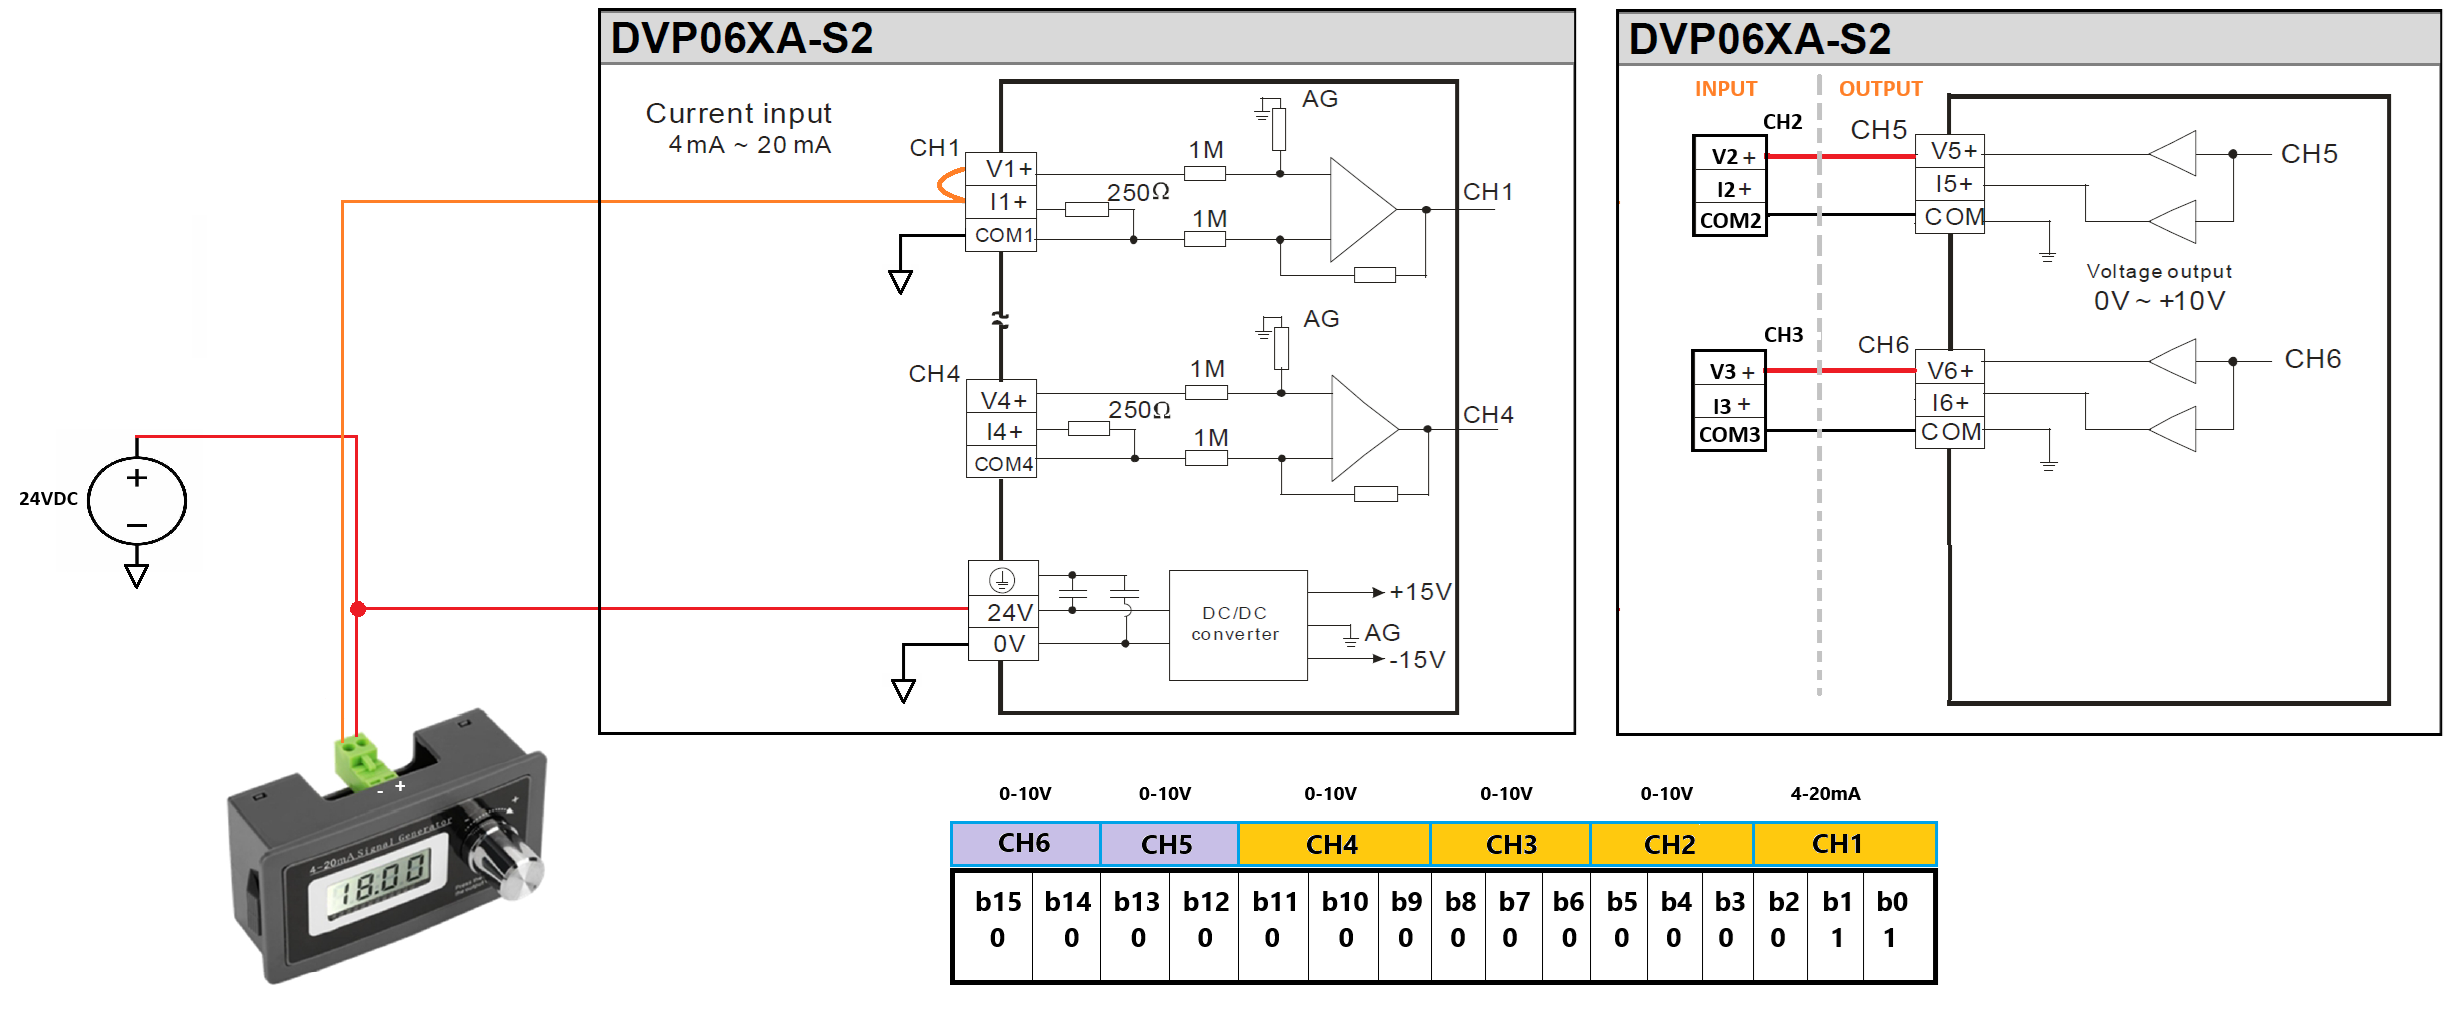 DVP06XA-S2
Current input
4mA ~ 20 mA
CH1
V1+
I1+
COM1
1M
250Ω
1M
AG
CH1
CH4
V4+
I4+
COM4
1M
250Ω
1M
AG
CH4
24V
0V
DC/DC
converter
+15V
AG
-15V
24VDC
+
−
- +
4-20mA Signal Generator
18.00
DVP06XA-S2
INPUT
OUTPUT
CH2
V2 +
I2 +
COM2
CH5
V5+
I5+
COM
CH5
Voltage output
0V ~ +10V
CH3
V3 +
I3 +
COM3
CH6
V6+
I6+
COM
CH6
0-10V 0-10V 0-10V 0-10V 0-10V 4-20mA
CH6 CH5 CH4 CH3 CH2 CH1
b15 b14 b13 b12 b11 b10 b9 b8 b7 b6 b5 b4 b3 b2 b1 b0
0 0 0 0 0 0 0 0 0 0 0 0 0 0 1 1